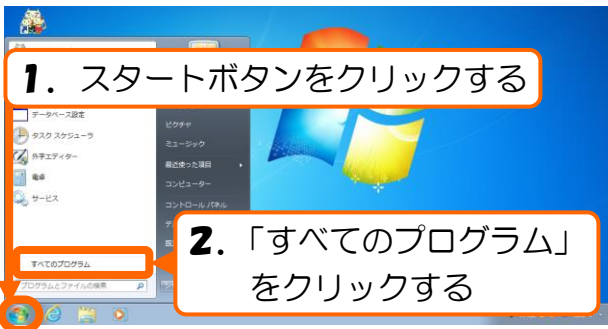 1. スタートボタンをクリックする
データベース設定
タスク スケジューラ
外字エディター
電卓
サービス
すべてのプログラム
プログラムとファイルの検索
ピクチャ
ミュージック
最近使った項目
コンピューター
コントロール パネル
2.「すべてのプログラム」
をクリックする